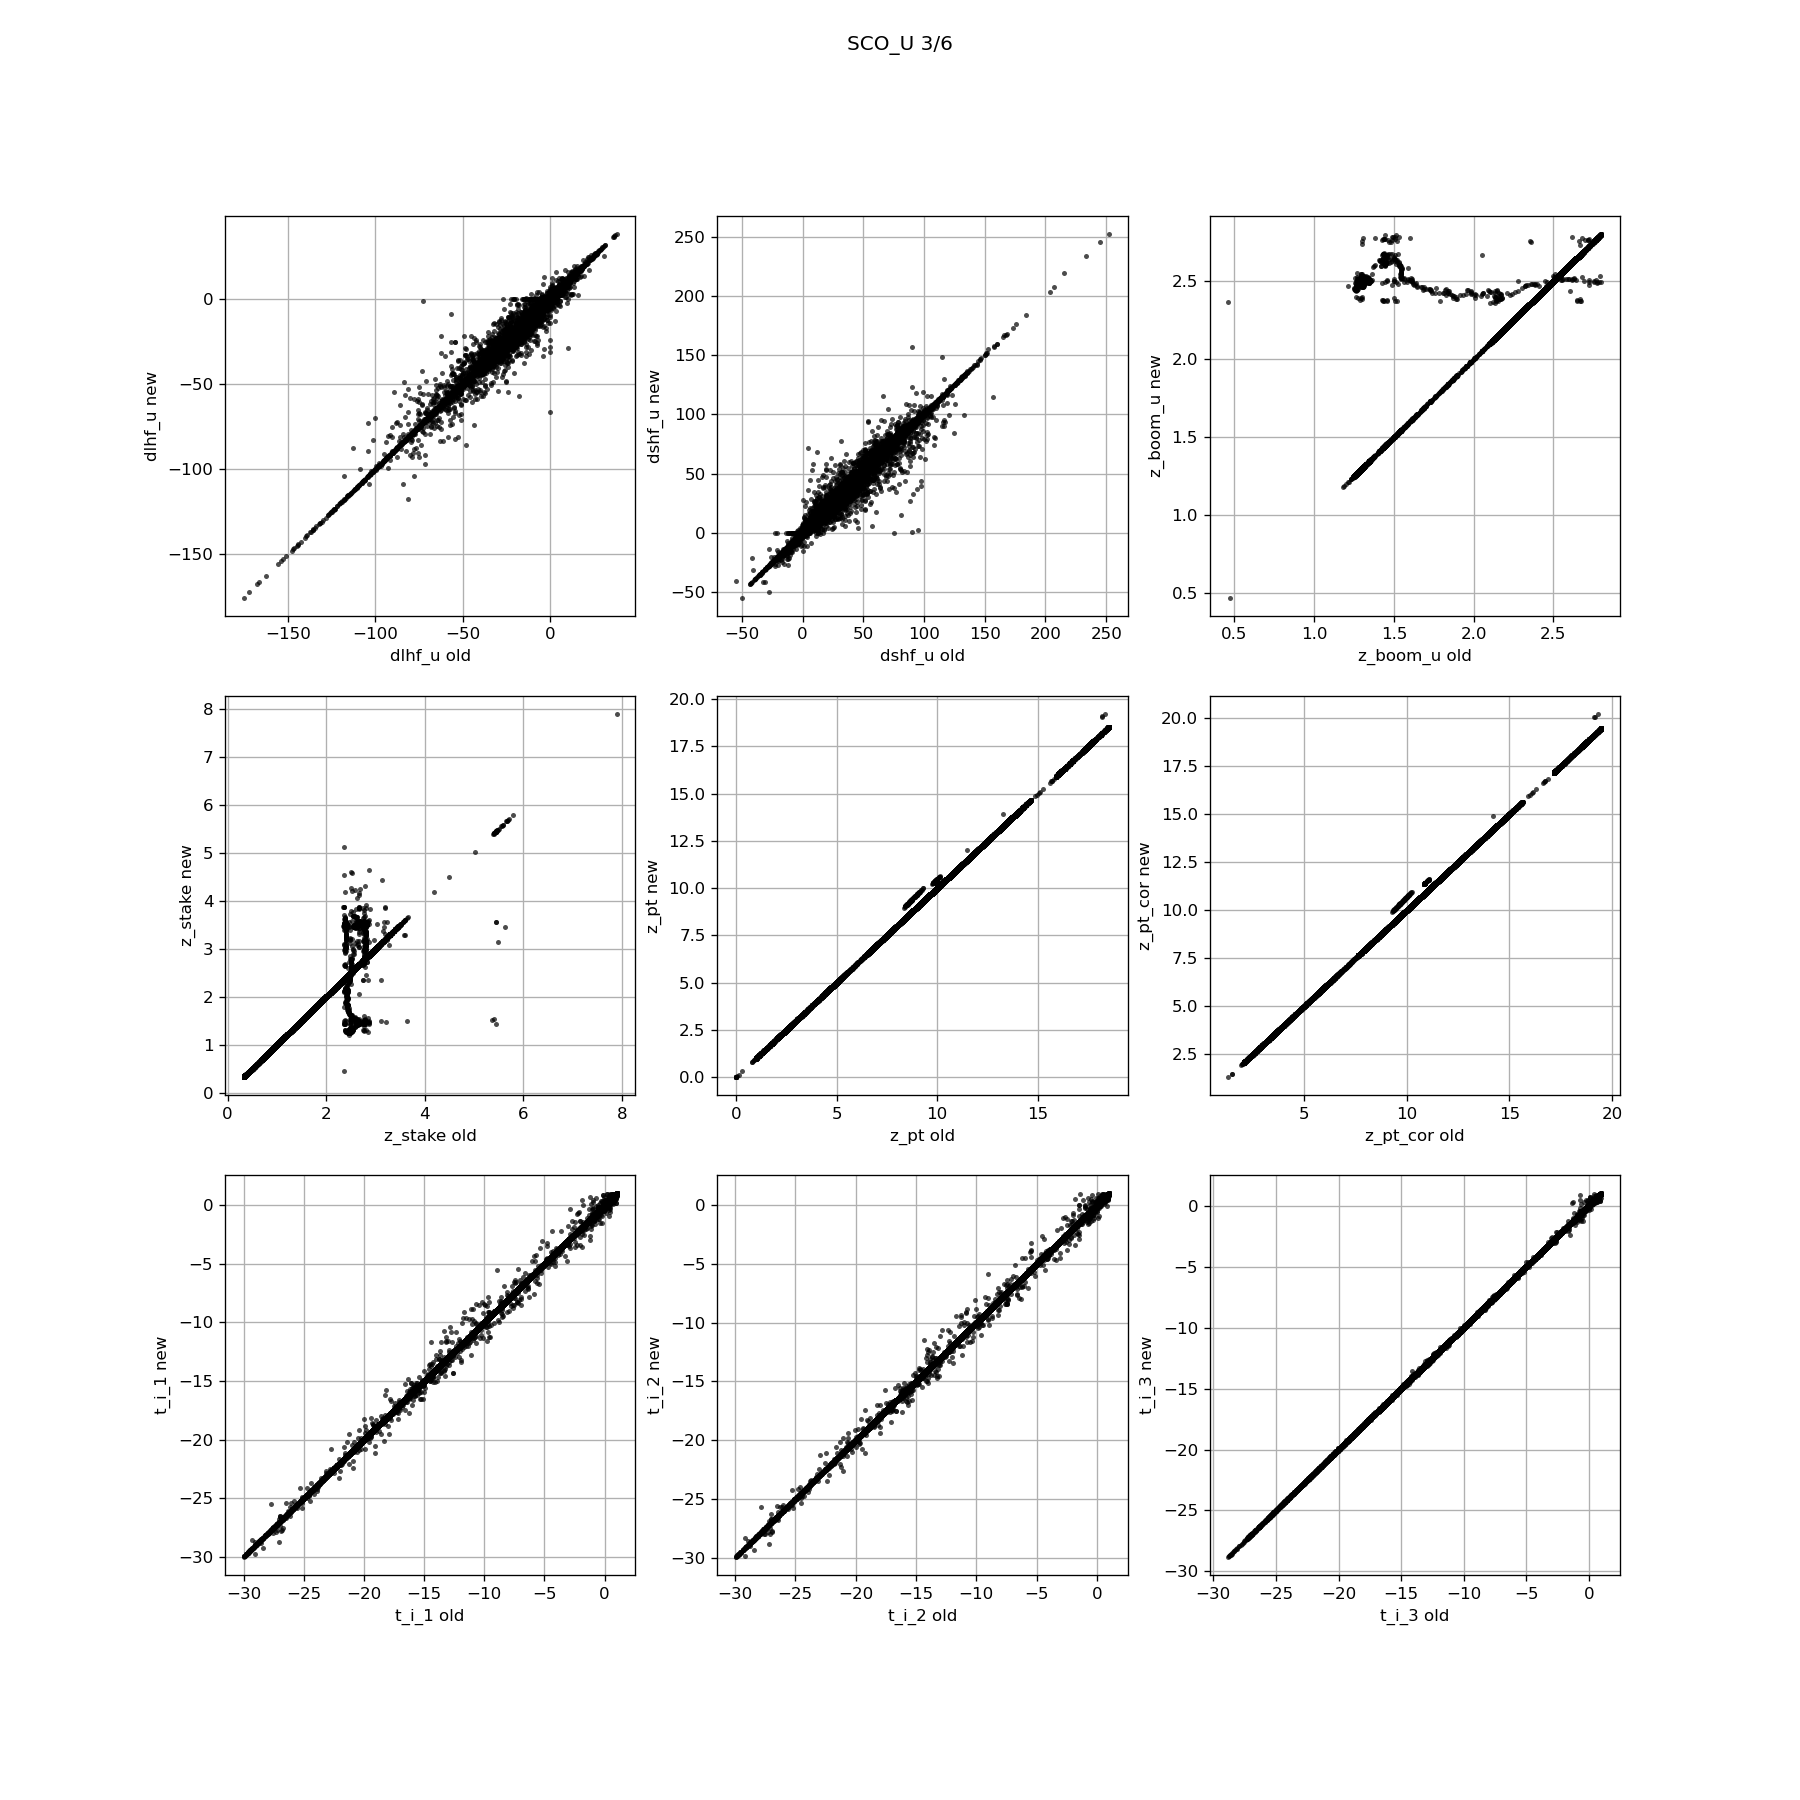 SCO_U 3/6
dlhf_u new
0
−50
−100
−150
−150 −100 −50 0
dlhf_u old
dshf_u new
250
200
150
100
50
0
−50
−50 0 50 100 150 200 250
dshf_u old
z_boom_u new
2.5
2.0
1.5
1.0
0.5
0.5 1.0 1.5 2.0 2.5
z_boom_u old
z_stake new
8
7
6
5
4
3
2
1
0
0 2 4 6 8
z_stake old
z_pt new
20.0
17.5
15.0
12.5
10.0
7.5
5.0
2.5
0.0
0 5 10 15
z_pt old
z_pt_cor new
20.0
17.5
15.0
12.5
10.0
7.5
5.0
2.5
5 10 15 20
z_pt_cor old
t_i_1 new
0
−5
−10
−15
−20
−25
−30
−30 −25 −20 −15 −10 −5 0
t_i_1 old
t_i_2 new
0
−5
−10
−15
−20
−25
−30
−30 −25 −20 −15 −10 −5 0
t_i_2 old
t_i_3 new
0
−5
−10
−15
−20
−25
−30
−30 −25 −20 −15 −10 −5 0
t_i_3 old